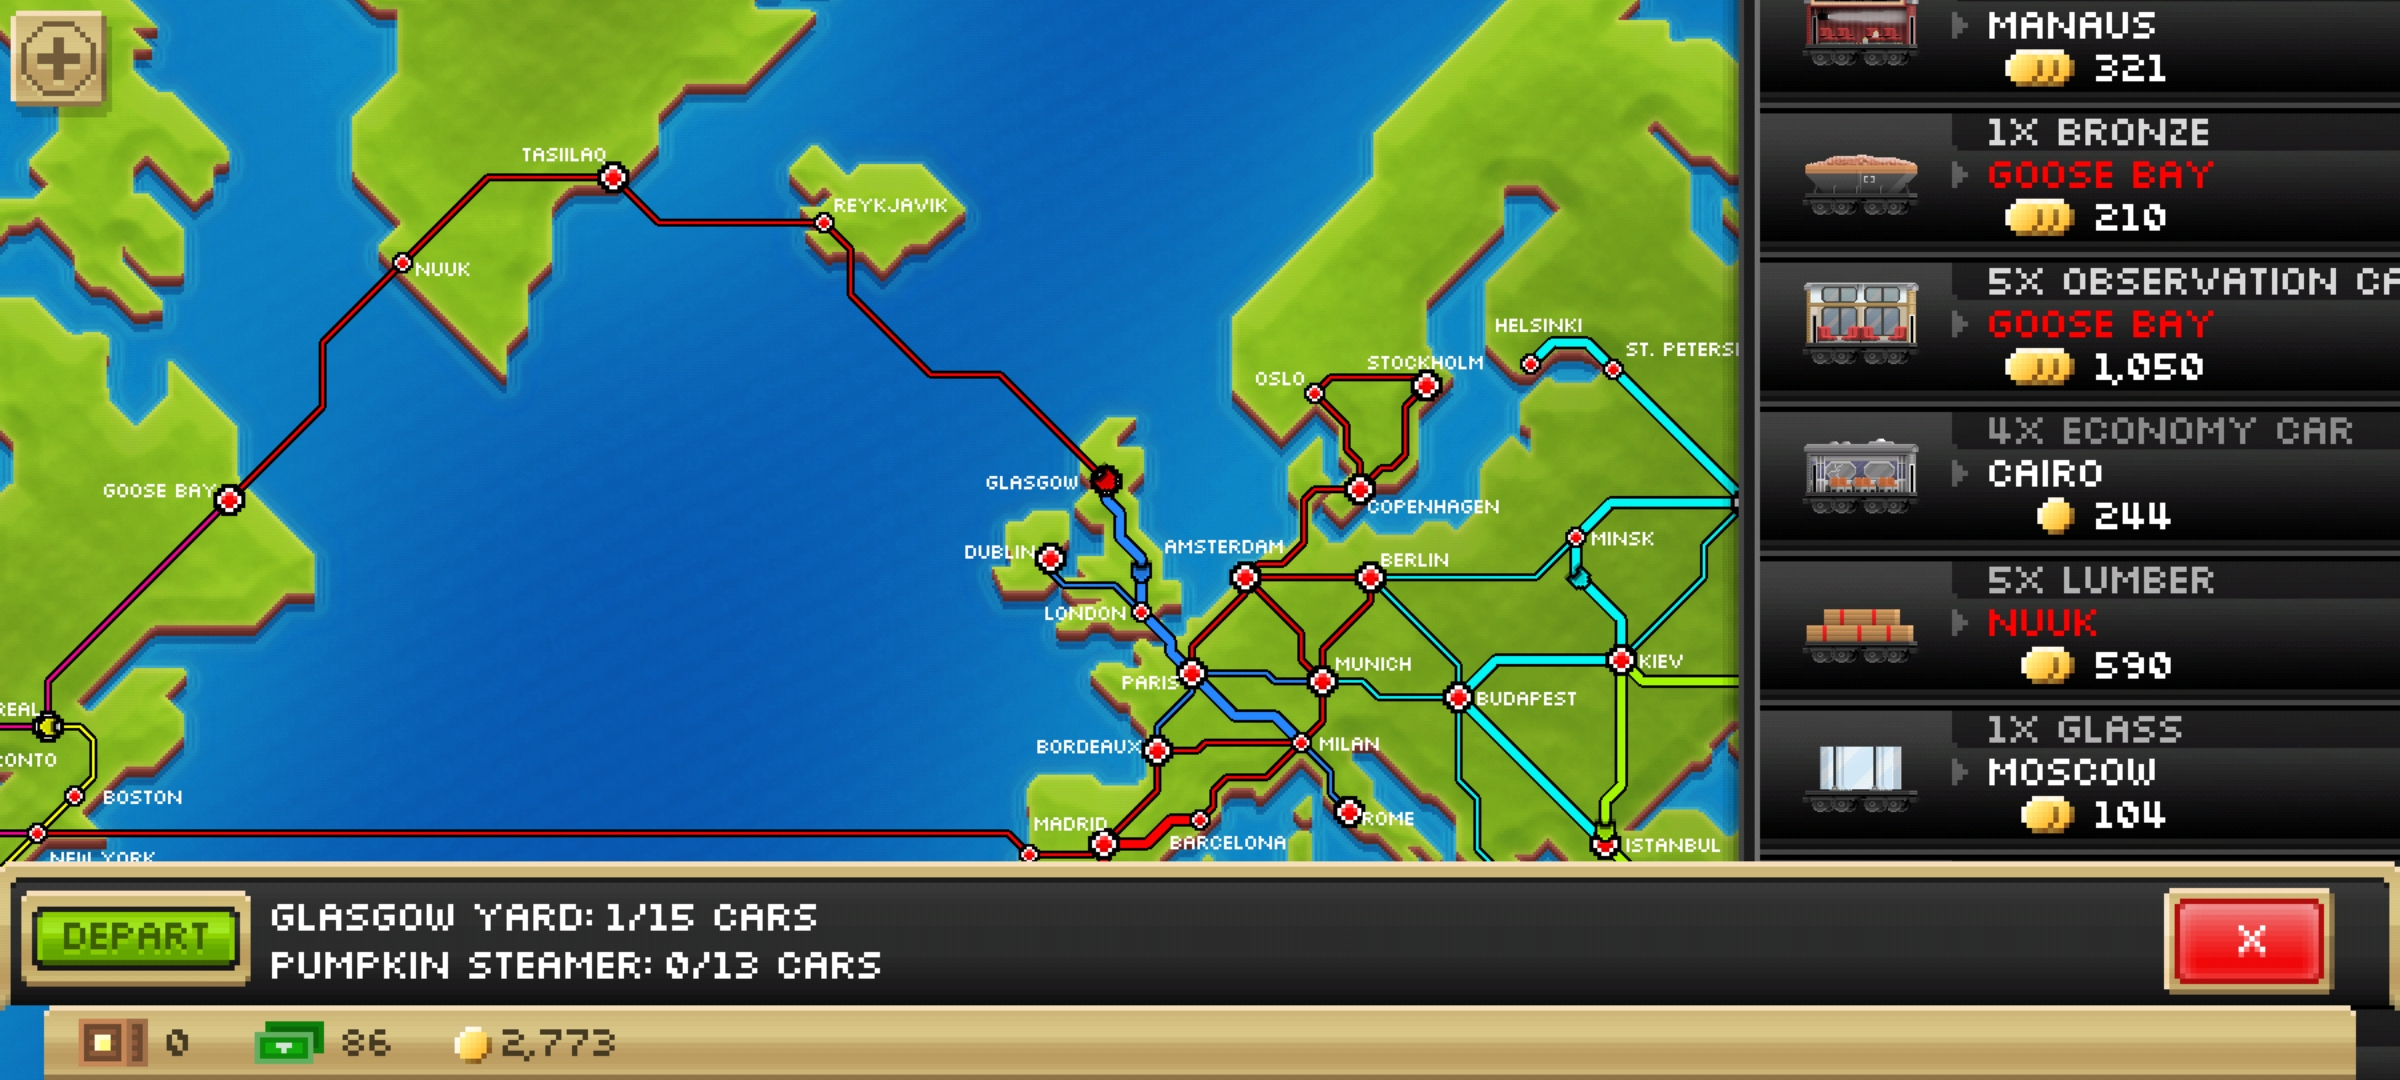 TASIILAQ
REYKJAVIK
NUUK
GOOSE BAY
HELSINKI
ST. PETERS
STOCKHOLM
OSLO
COPENHAGEN
GLASGOW
DUBLIN
AMSTERDAM
BERLIN
MINSK
LONDON
PARIS
MUNICH
KIEV
BUDAPEST
REAL
BORDEAUX
MILAN
ONTO
BOSTON
MADRID
BARCELONA
ROME
ISTANBUL
NEW YORK
MANAUS
321
1X BRONZE
GOOSE BAY
210
5X OBSERVATION CA
GOOSE BAY
1,050
4X ECONOMY CAR
CAIRO
244
5X LUMBER
NUUK
590
1X GLASS
MOSCOW
104
DEPART
GLASGOW YARD: 1/15 CARS
PUMPKIN STEAMER: 0/13 CARS
X
0
86
2,773